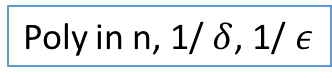 Poly in n, 1/ δ, 1/ ϵ